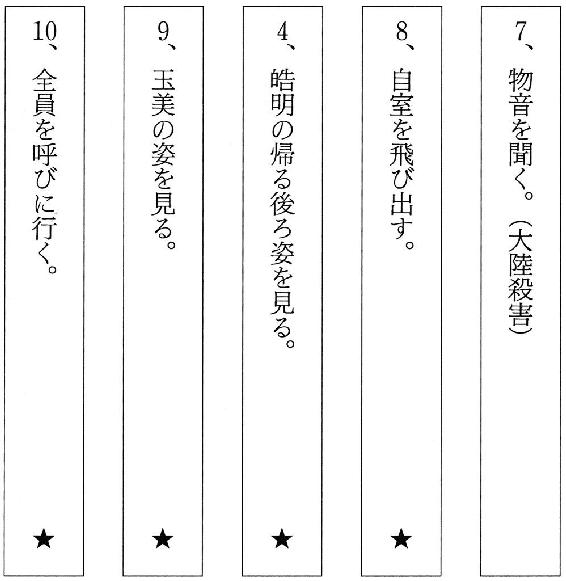 7、物音を聞く。（大陸殺害）
8、自室を飛び出す。★
4、皓明の帰る後ろ姿を見る。★
9、玉美の姿を見る。★
10、全員を呼びに行く。★